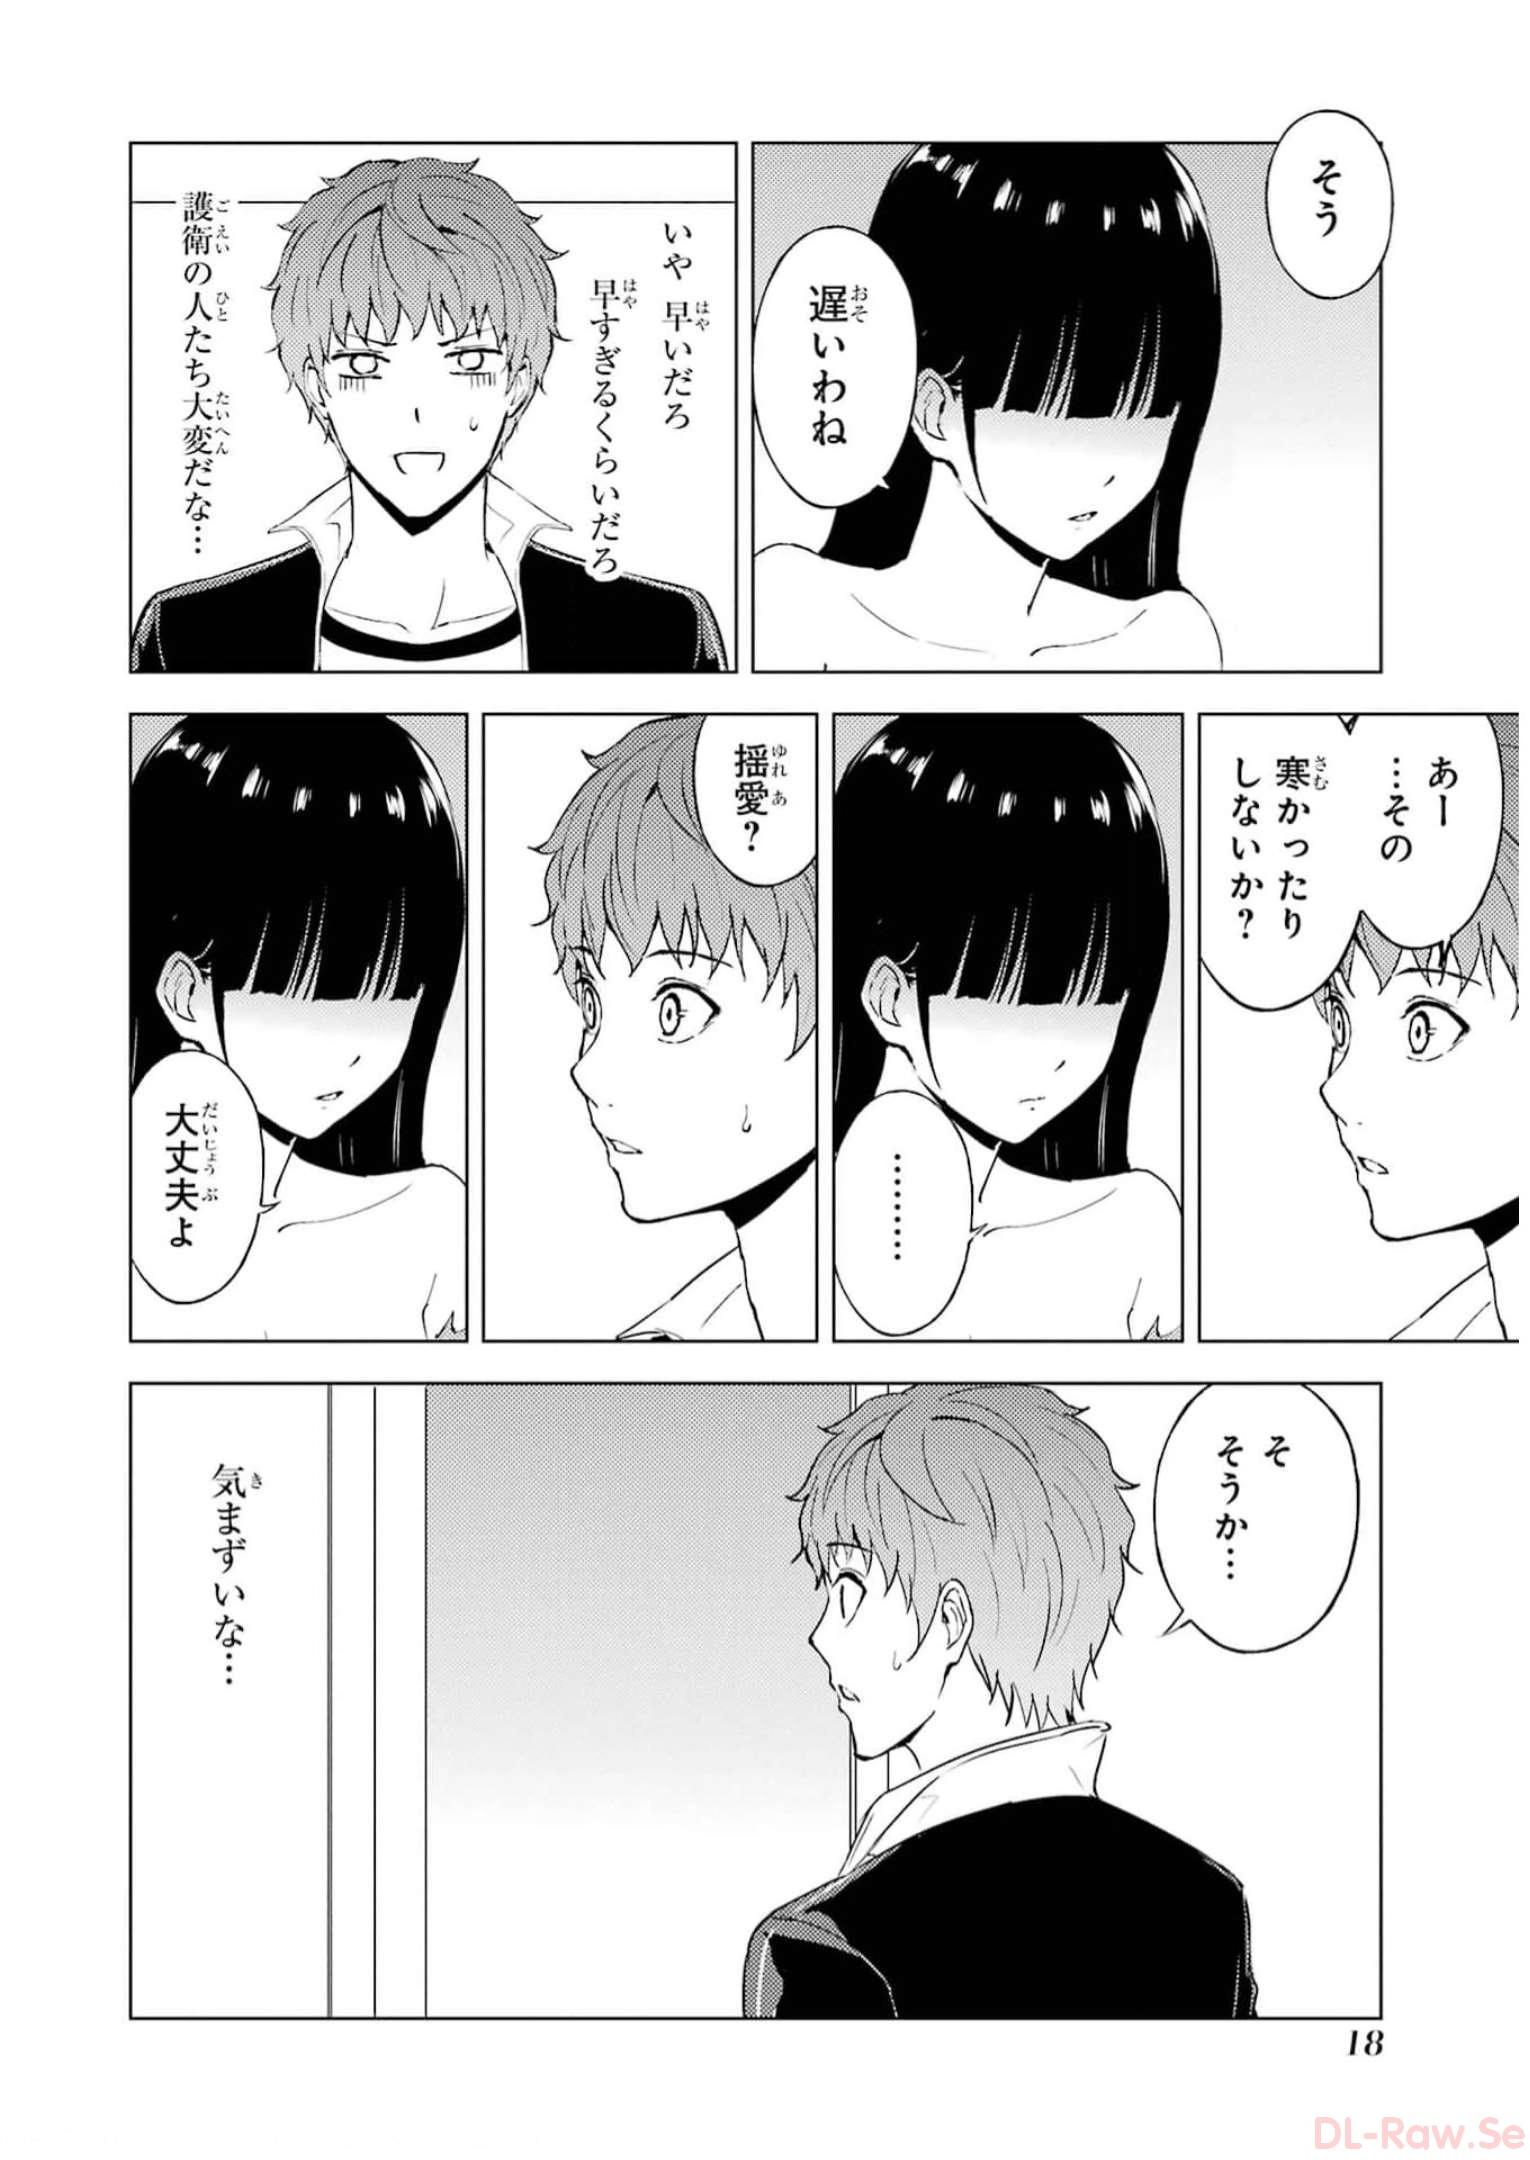 そう
遅いわね
いや 早いだろ
早すぎるくらいだろ
護衛の人たち大変だな…
あー
…その
寒かったり
しないか？
………
揺愛？
大丈夫よ
そ
そうか…
気まずいな…
18
DL-Raw.Se